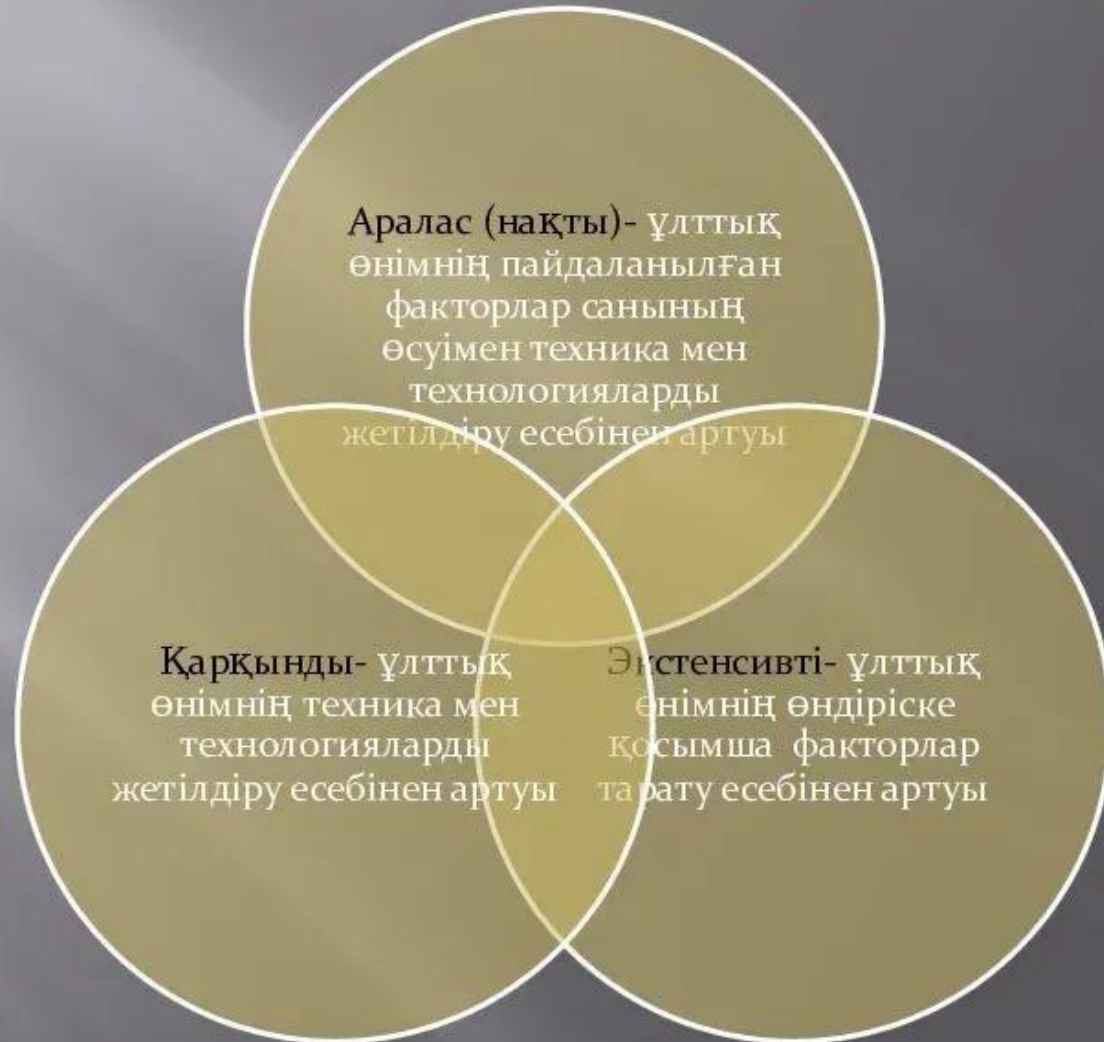 Аралас (нақты)- ұлттық
өнімнің пайдаланылған
факторлар санының
өсуімен техника мен
технологияларды
жетілдіру есебінен артуы
Қарқынды- ұлттық
өнімнің техника мен
технологияларды
жетілдіру есебінен артуы
Экстенсивті- ұлттық
өнімнің өндіріске
қосымша факторлар
тарату есебінен артуы